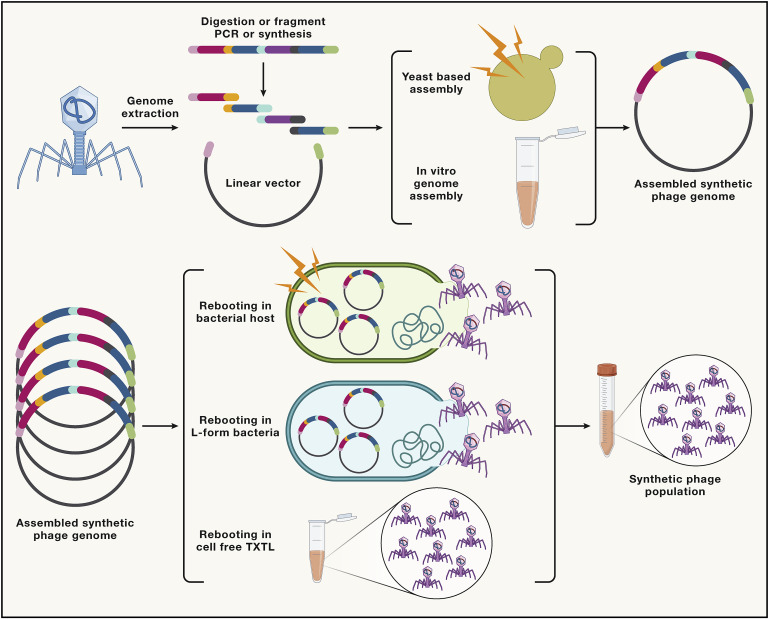 Digestion or fragment
PCR or synthesis
Genome
extraction
Linear vector
Yeast based
assembly
In vitro
genome
assembly
Assembled synthetic
phage genome
Assembled synthetic
phage genome
Rebooting in
bacterial host
Rebooting in
L-form bacteria
Rebooting in
cell free TXTL
Synthetic phage
population